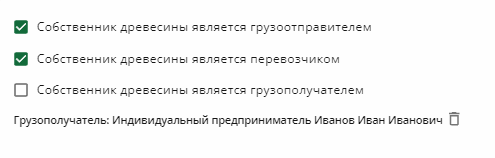 Собственник древесины является грузоотправителем
Собственник древесины является перевозчиком
Собственник древесины является грузополучателем
Грузополучатель: Индивидуальный предприниматель Иванов Иван Иванович